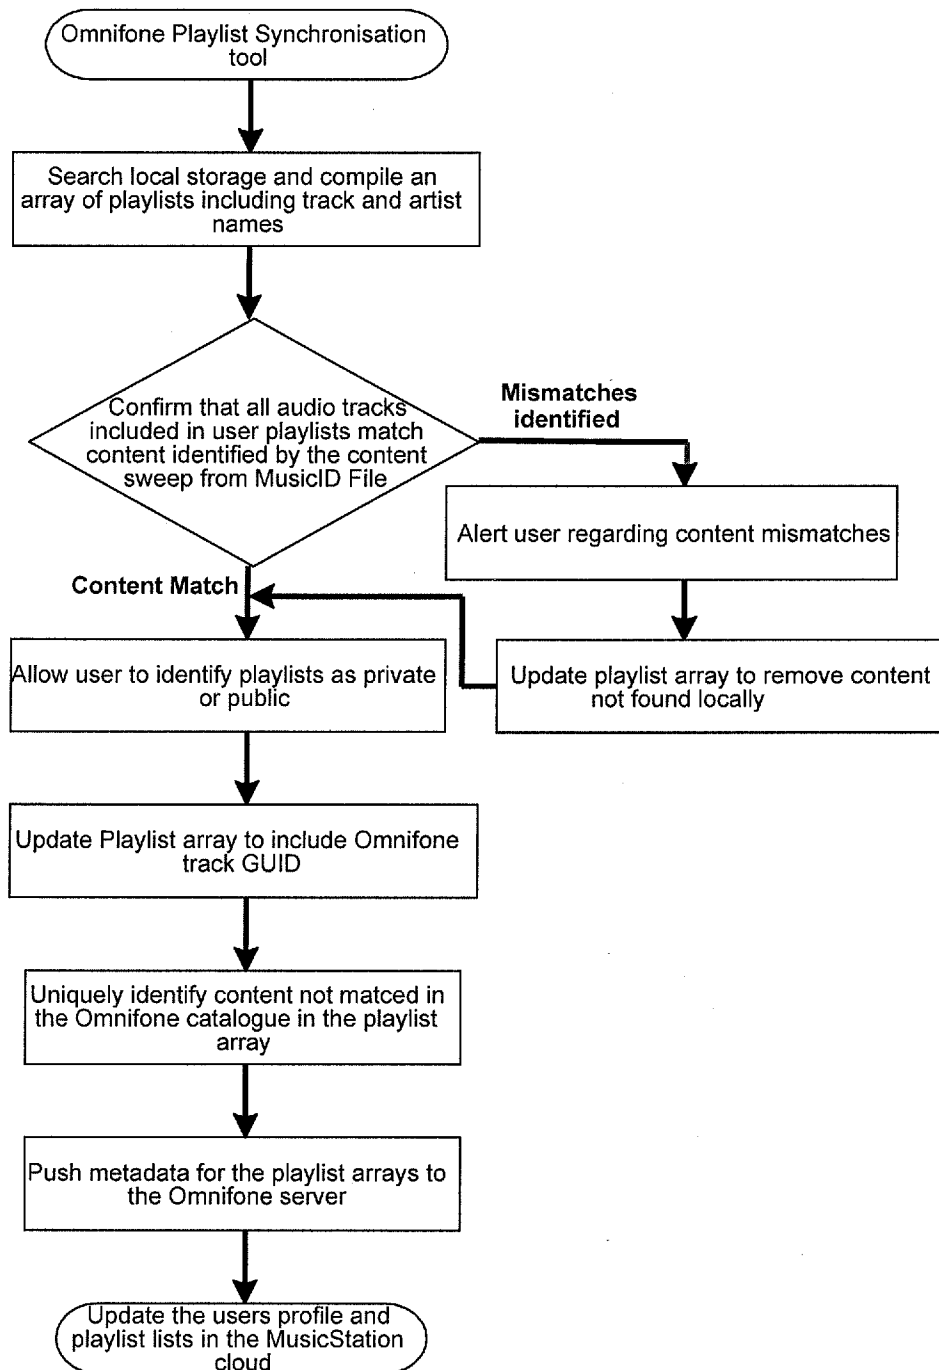 Omnifone Playlist Synchronisation
tool
Search local storage and compile an
array of playlists including track and artist
names
Confirm that all audio tracks
included in user playlists match
content identified by the content
sweep from MusicID File
Mismatches
identified
Alert user regarding content mismatches
Content Match
Update playlist array to remove content
not found locally
Allow user to identify playlists as private
or public
Update Playlist array to include Omnifone
track GUID
Uniquely identify content not matced in
the Omnifone catalogue in the playlist
array
Push metadata for the playlist arrays to
the Omnifone server
Update the users profile and
playlist lists in the MusicStation
cloud